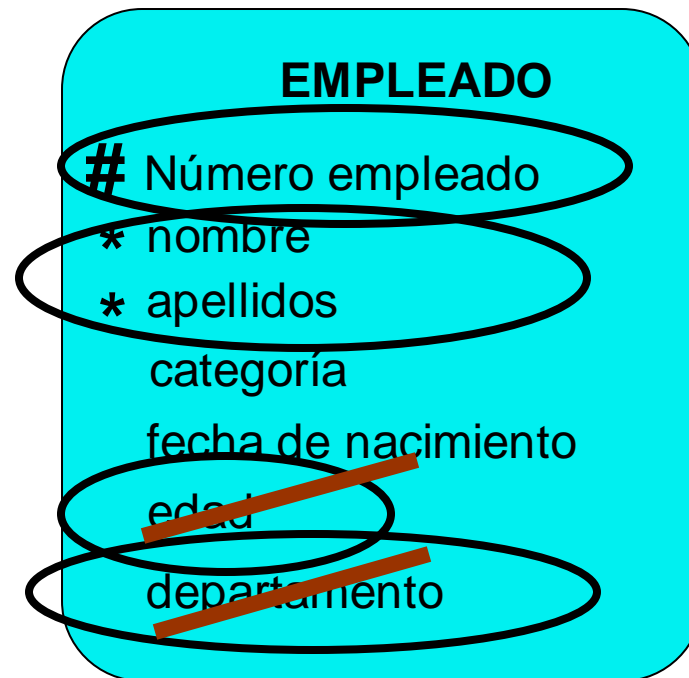 EMPLEADO
# Número empleado
* nombre
* apellidos
categoría
fecha de nacimiento
edad
departamento